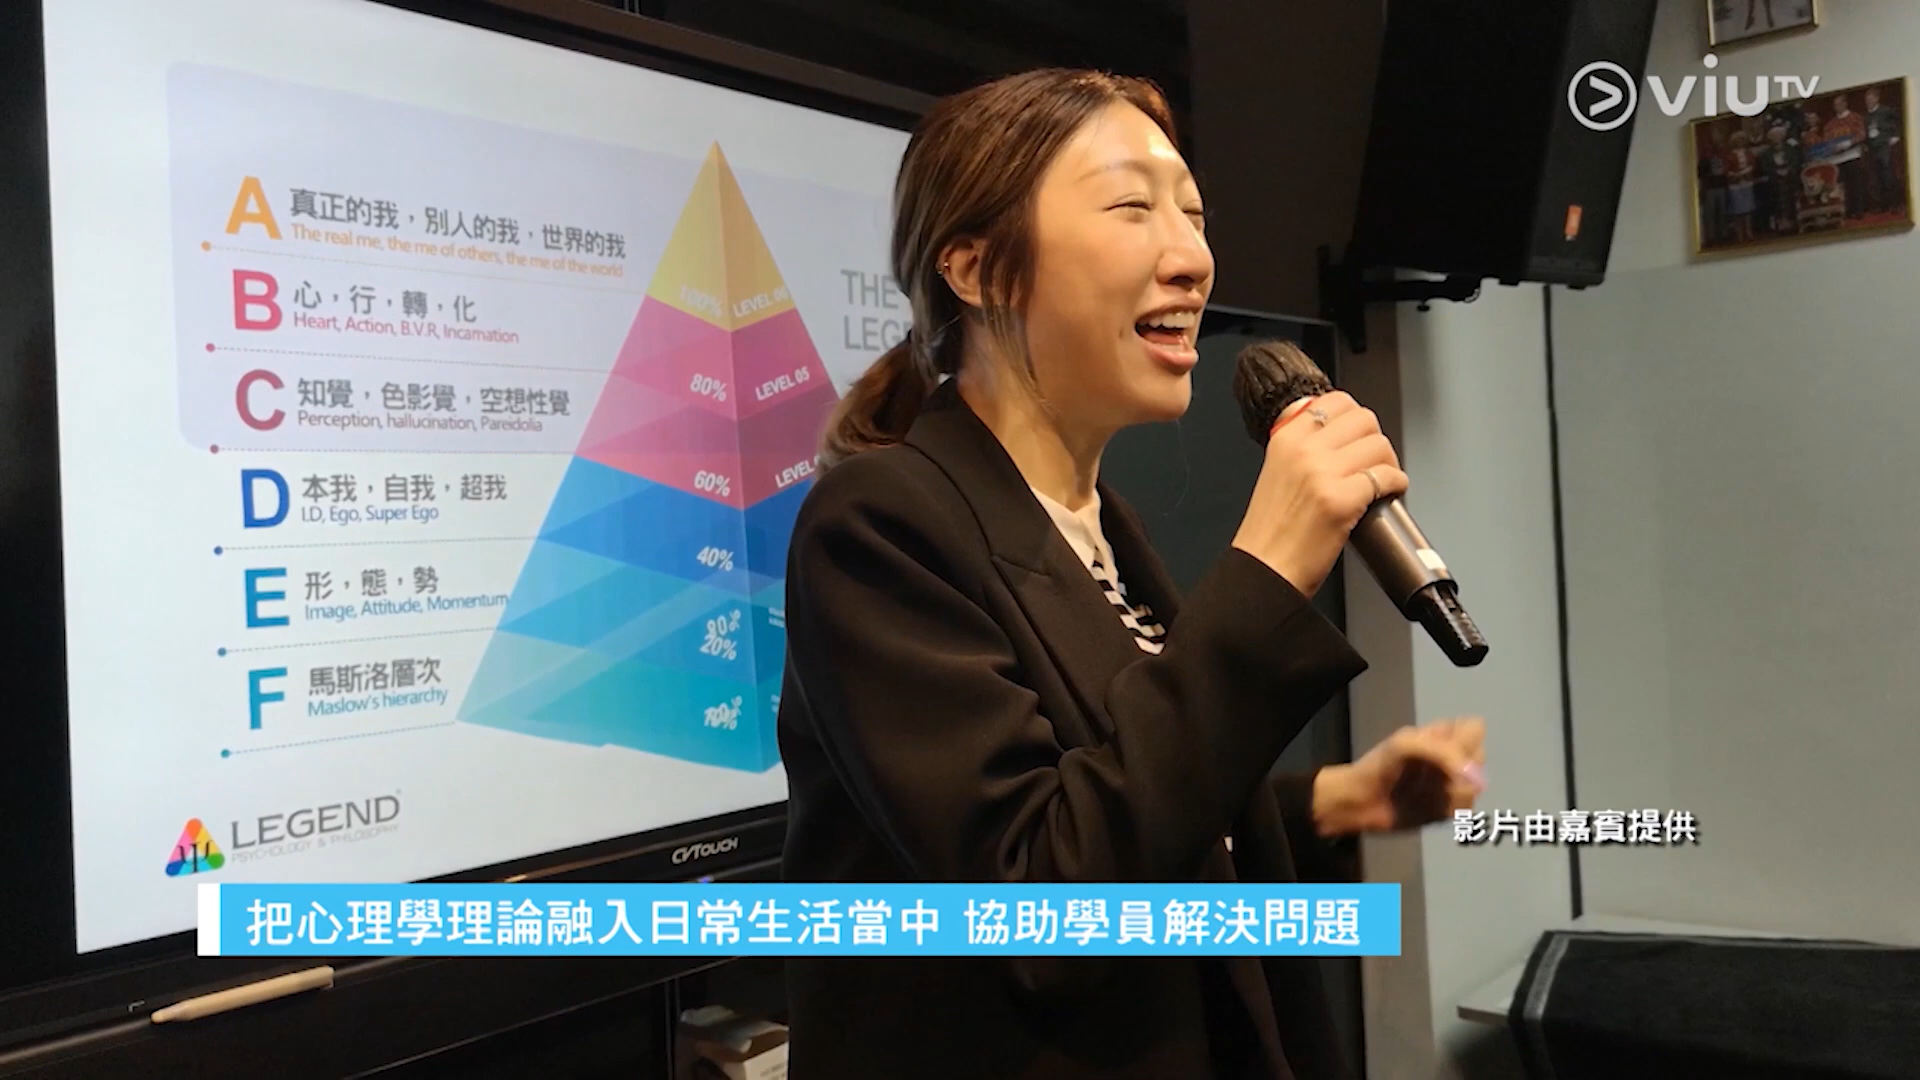 viu TV
A 真正的我，別人的我，世界的我
The real me, the me of others, the me of the world
B 心，行，轉，化
Heart, Action, B.V.R, Incarnation
C 知覺，色影覺，空想性覺
Perception, hallucination, Pareidolia
D 本我，自我，超我
I.D, Ego, Super Ego
E 形，態，勢
Image, Attitude, Momentum
F 馬斯洛層次
Maslow's hierarchy
THE
100% LEVEL 06
80% LEVEL 05
60% LEVEL
40%
20%
LEGEND
PSYCHOLOGY & PHILOSOPHY
CVTOUCH
影片由嘉賓提供
把心理學理論融入日常生活當中 協助學員解決問題